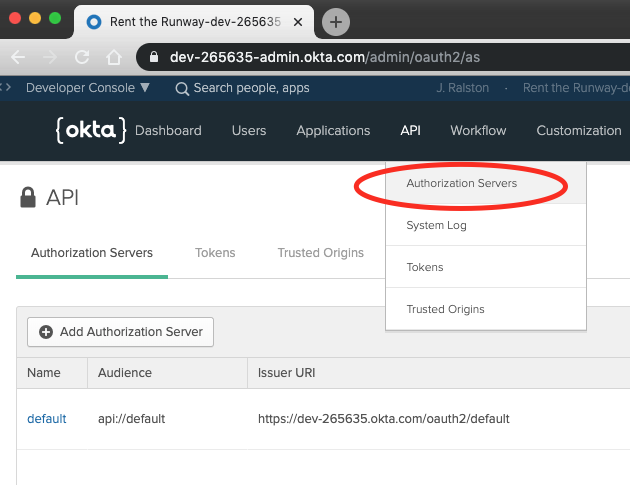 Rent the Runway-dev-265635
dev-265635-admin.okta.com/admin/oauth2/as
Developer Console ▼ Search people, apps J. Ralston · Rent the Runway-d
{okta} Dashboard Users Applications API Workflow Customization
Authorization Servers
System Log
Tokens
Trusted Origins
API
Authorization Servers Tokens Trusted Origins
Add Authorization Server
Name Audience Issuer URI
default api://default https://dev-265635.okta.com/oauth2/default